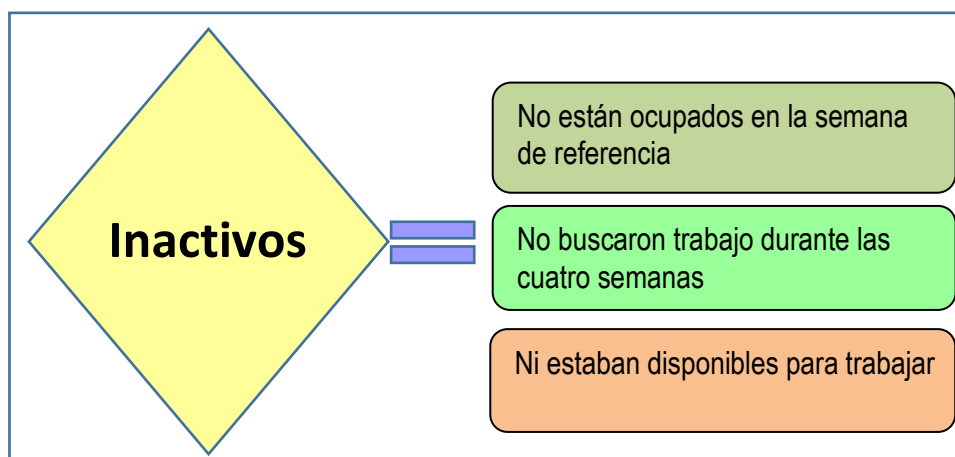 Inactivos
No están ocupados en la semana
de referencia
No buscaron trabajo durante las
cuatro semanas
Ni estaban disponibles para trabajar